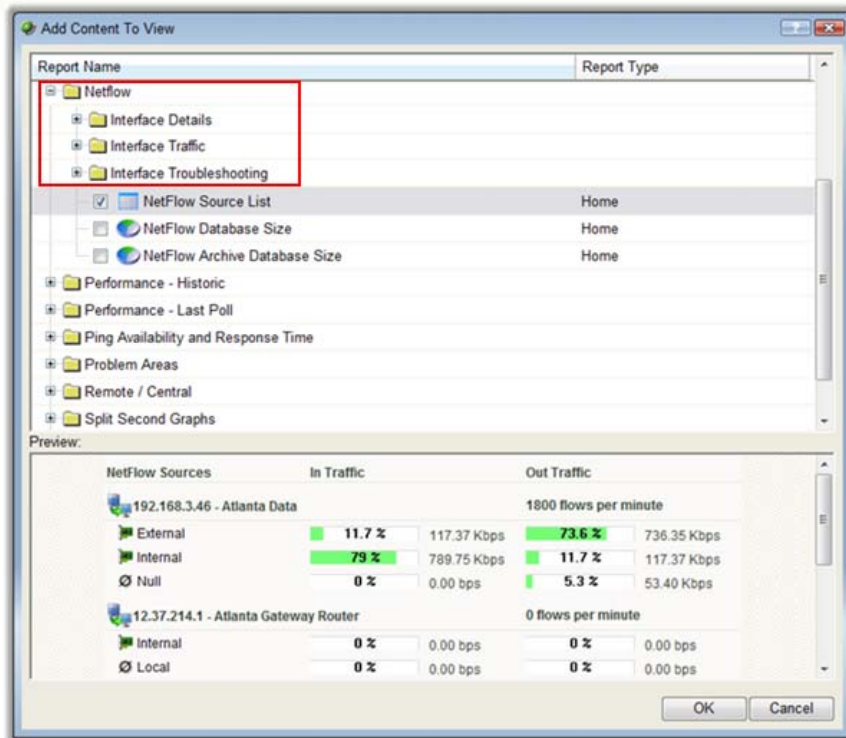 Add Content To View
Report Name Report Type
Netflow
Interface Details
Interface Traffic
Interface Troubleshooting
NetFlow Source List Home
NetFlow Database Size Home
NetFlow Archive Database Size Home
Performance - Historic
Performance - Last Poll
Ping Availability and Response Time
Problem Areas
Remote / Central
Split Second Graphs
Preview:
NetFlow Sources In Traffic Out Traffic
192.168.3.46 - Atlanta Data 1800 flows per minute
External 11.7 % 117.37 Kbps 73.6 % 736.35 Kbps
Internal 79 % 789.75 Kbps 11.7 % 117.37 Kbps
Ø Null 0 % 0.00 bps 5.3 % 53.40 Kbps
12.37.214.1 - Atlanta Gateway Router 0 flows per minute
Internal 0 % 0.00 bps 0 % 0.00 bps
Ø Local 0 % 0.00 bps 0 % 0.00 bps
OK Cancel